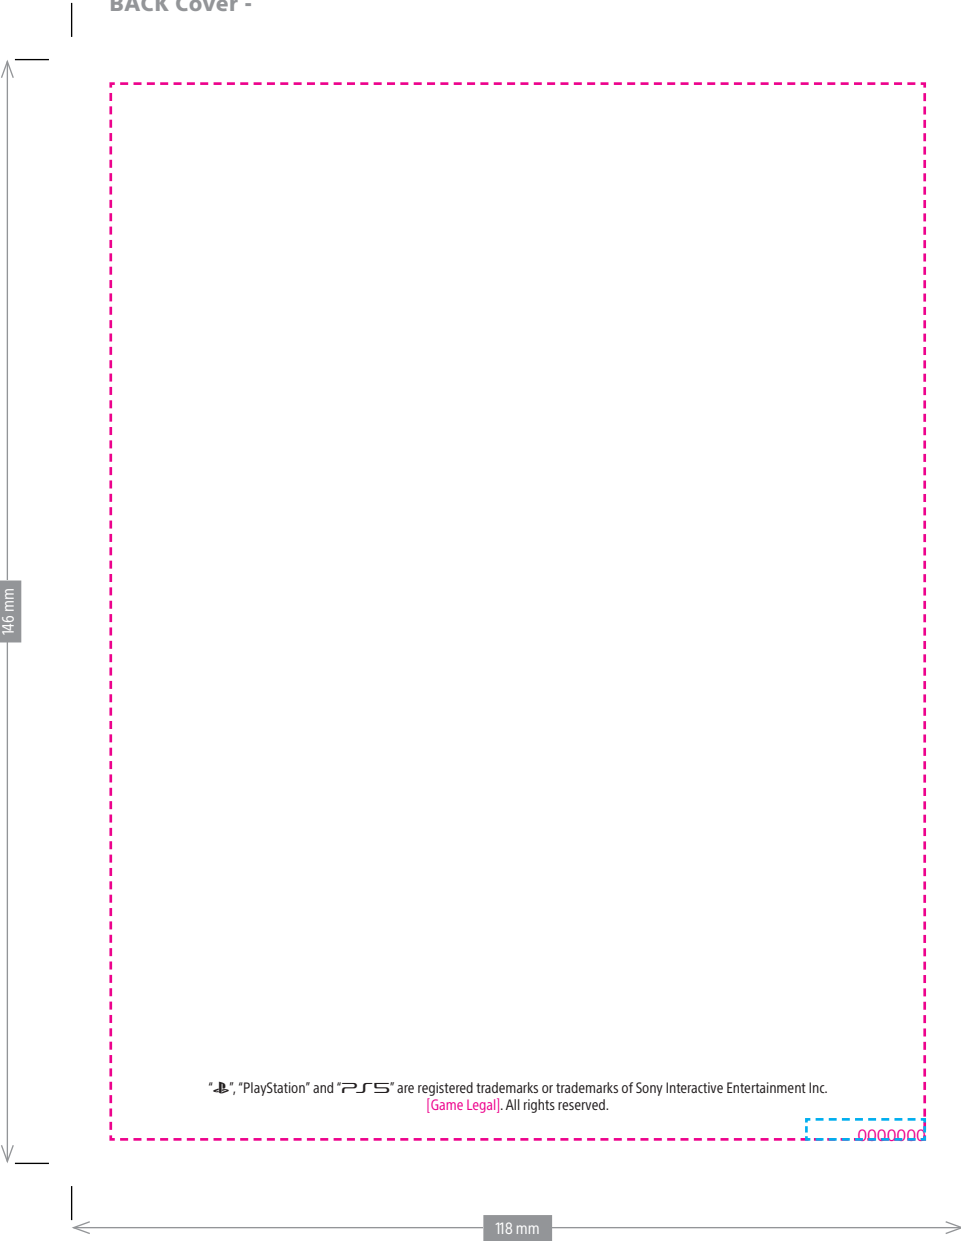 BACK Cover -
146 mm
“ ”, “PlayStation” and “PS5” are registered trademarks or trademarks of Sony Interactive Entertainment Inc.
[Game Legal]. All rights reserved.
0000000
118 mm